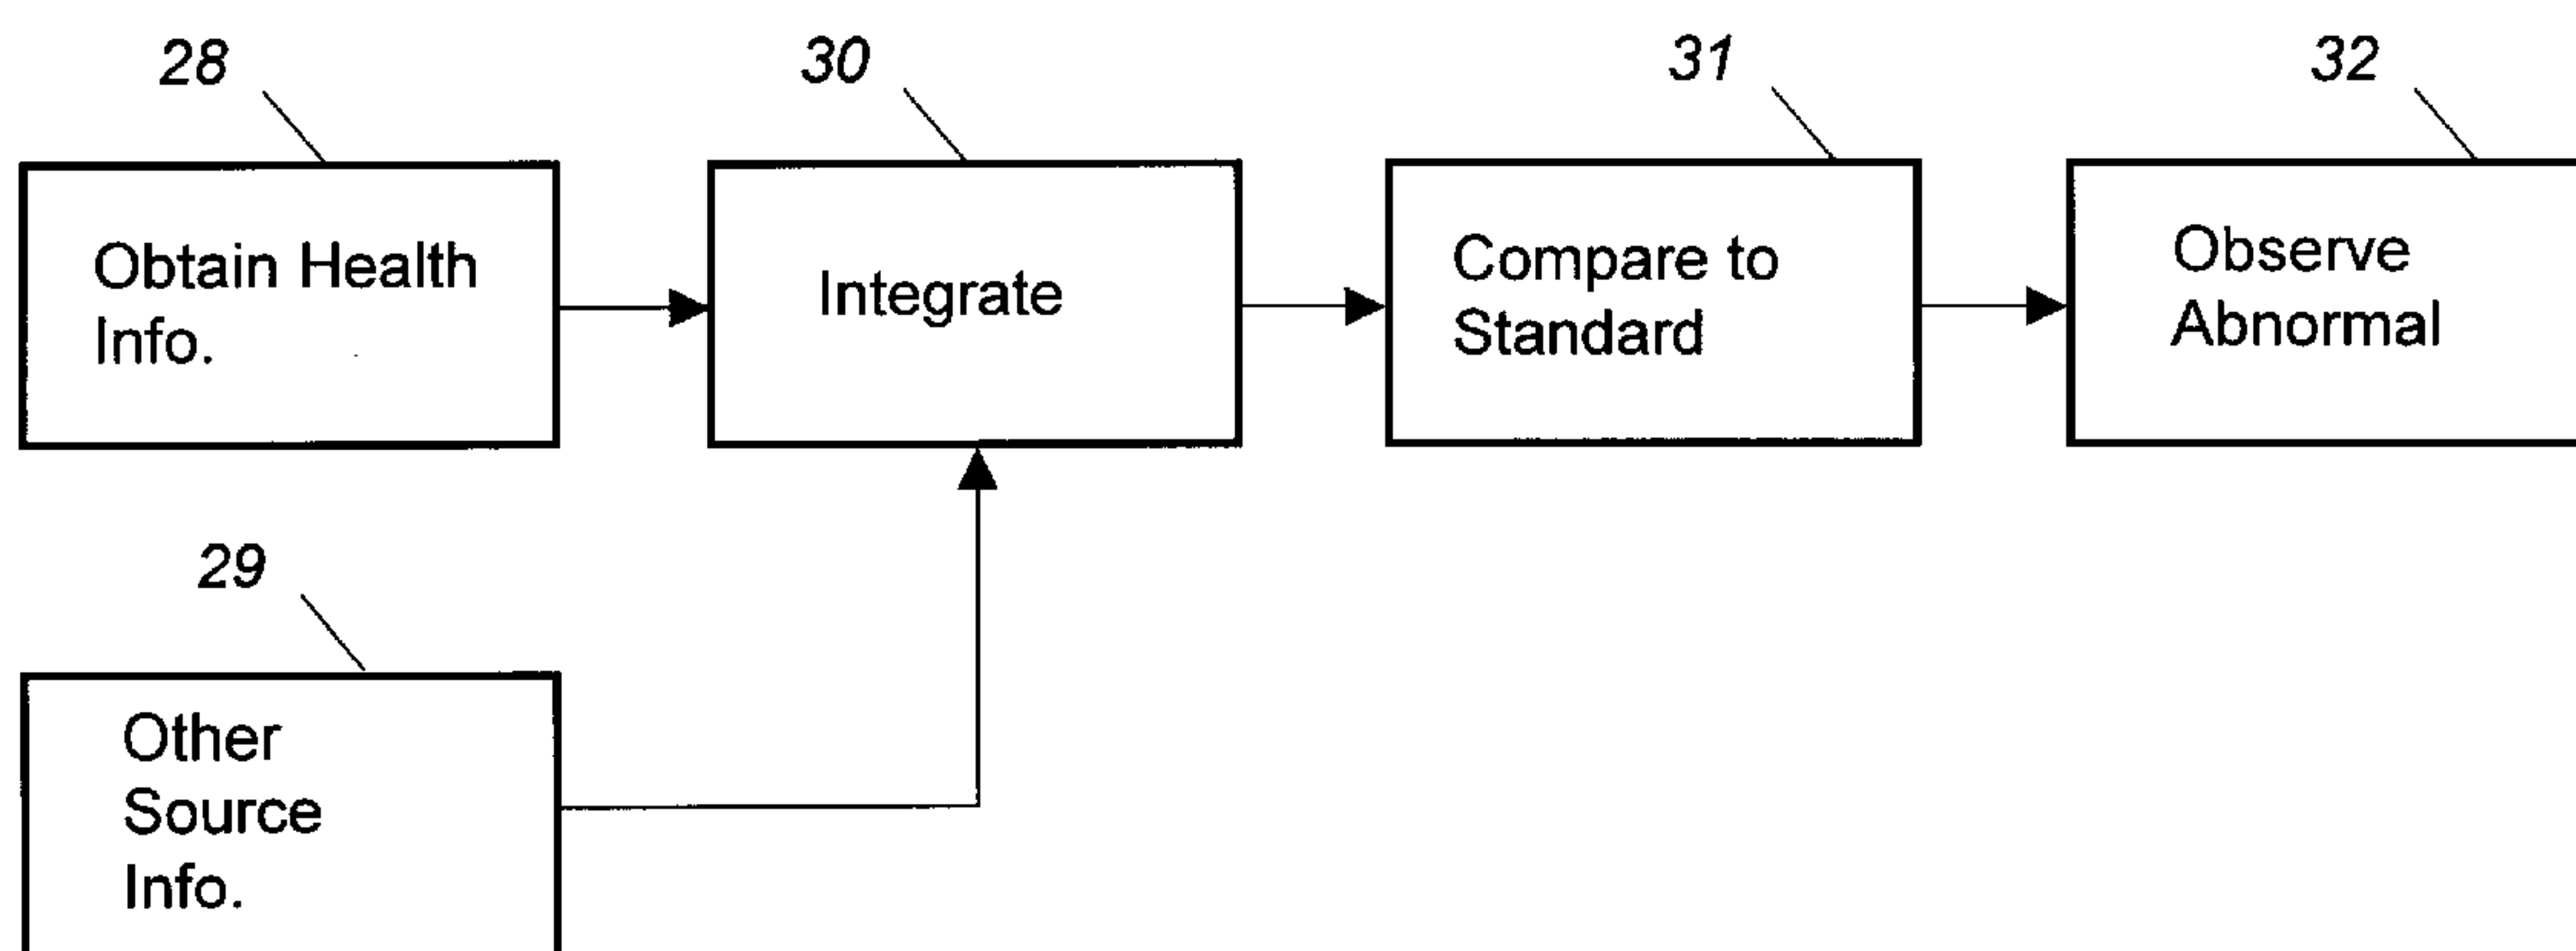 28
30
31
32
Obtain Health
Info.
Integrate
Compare to
Standard
Observe
Abnormal
29
Other
Source
Info.